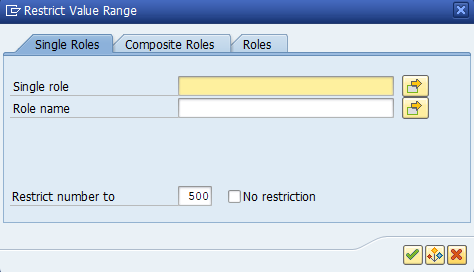 Restrict Value Range
Single Roles Composite Roles Roles
Single role
Role name
Restrict number to 500 No restriction